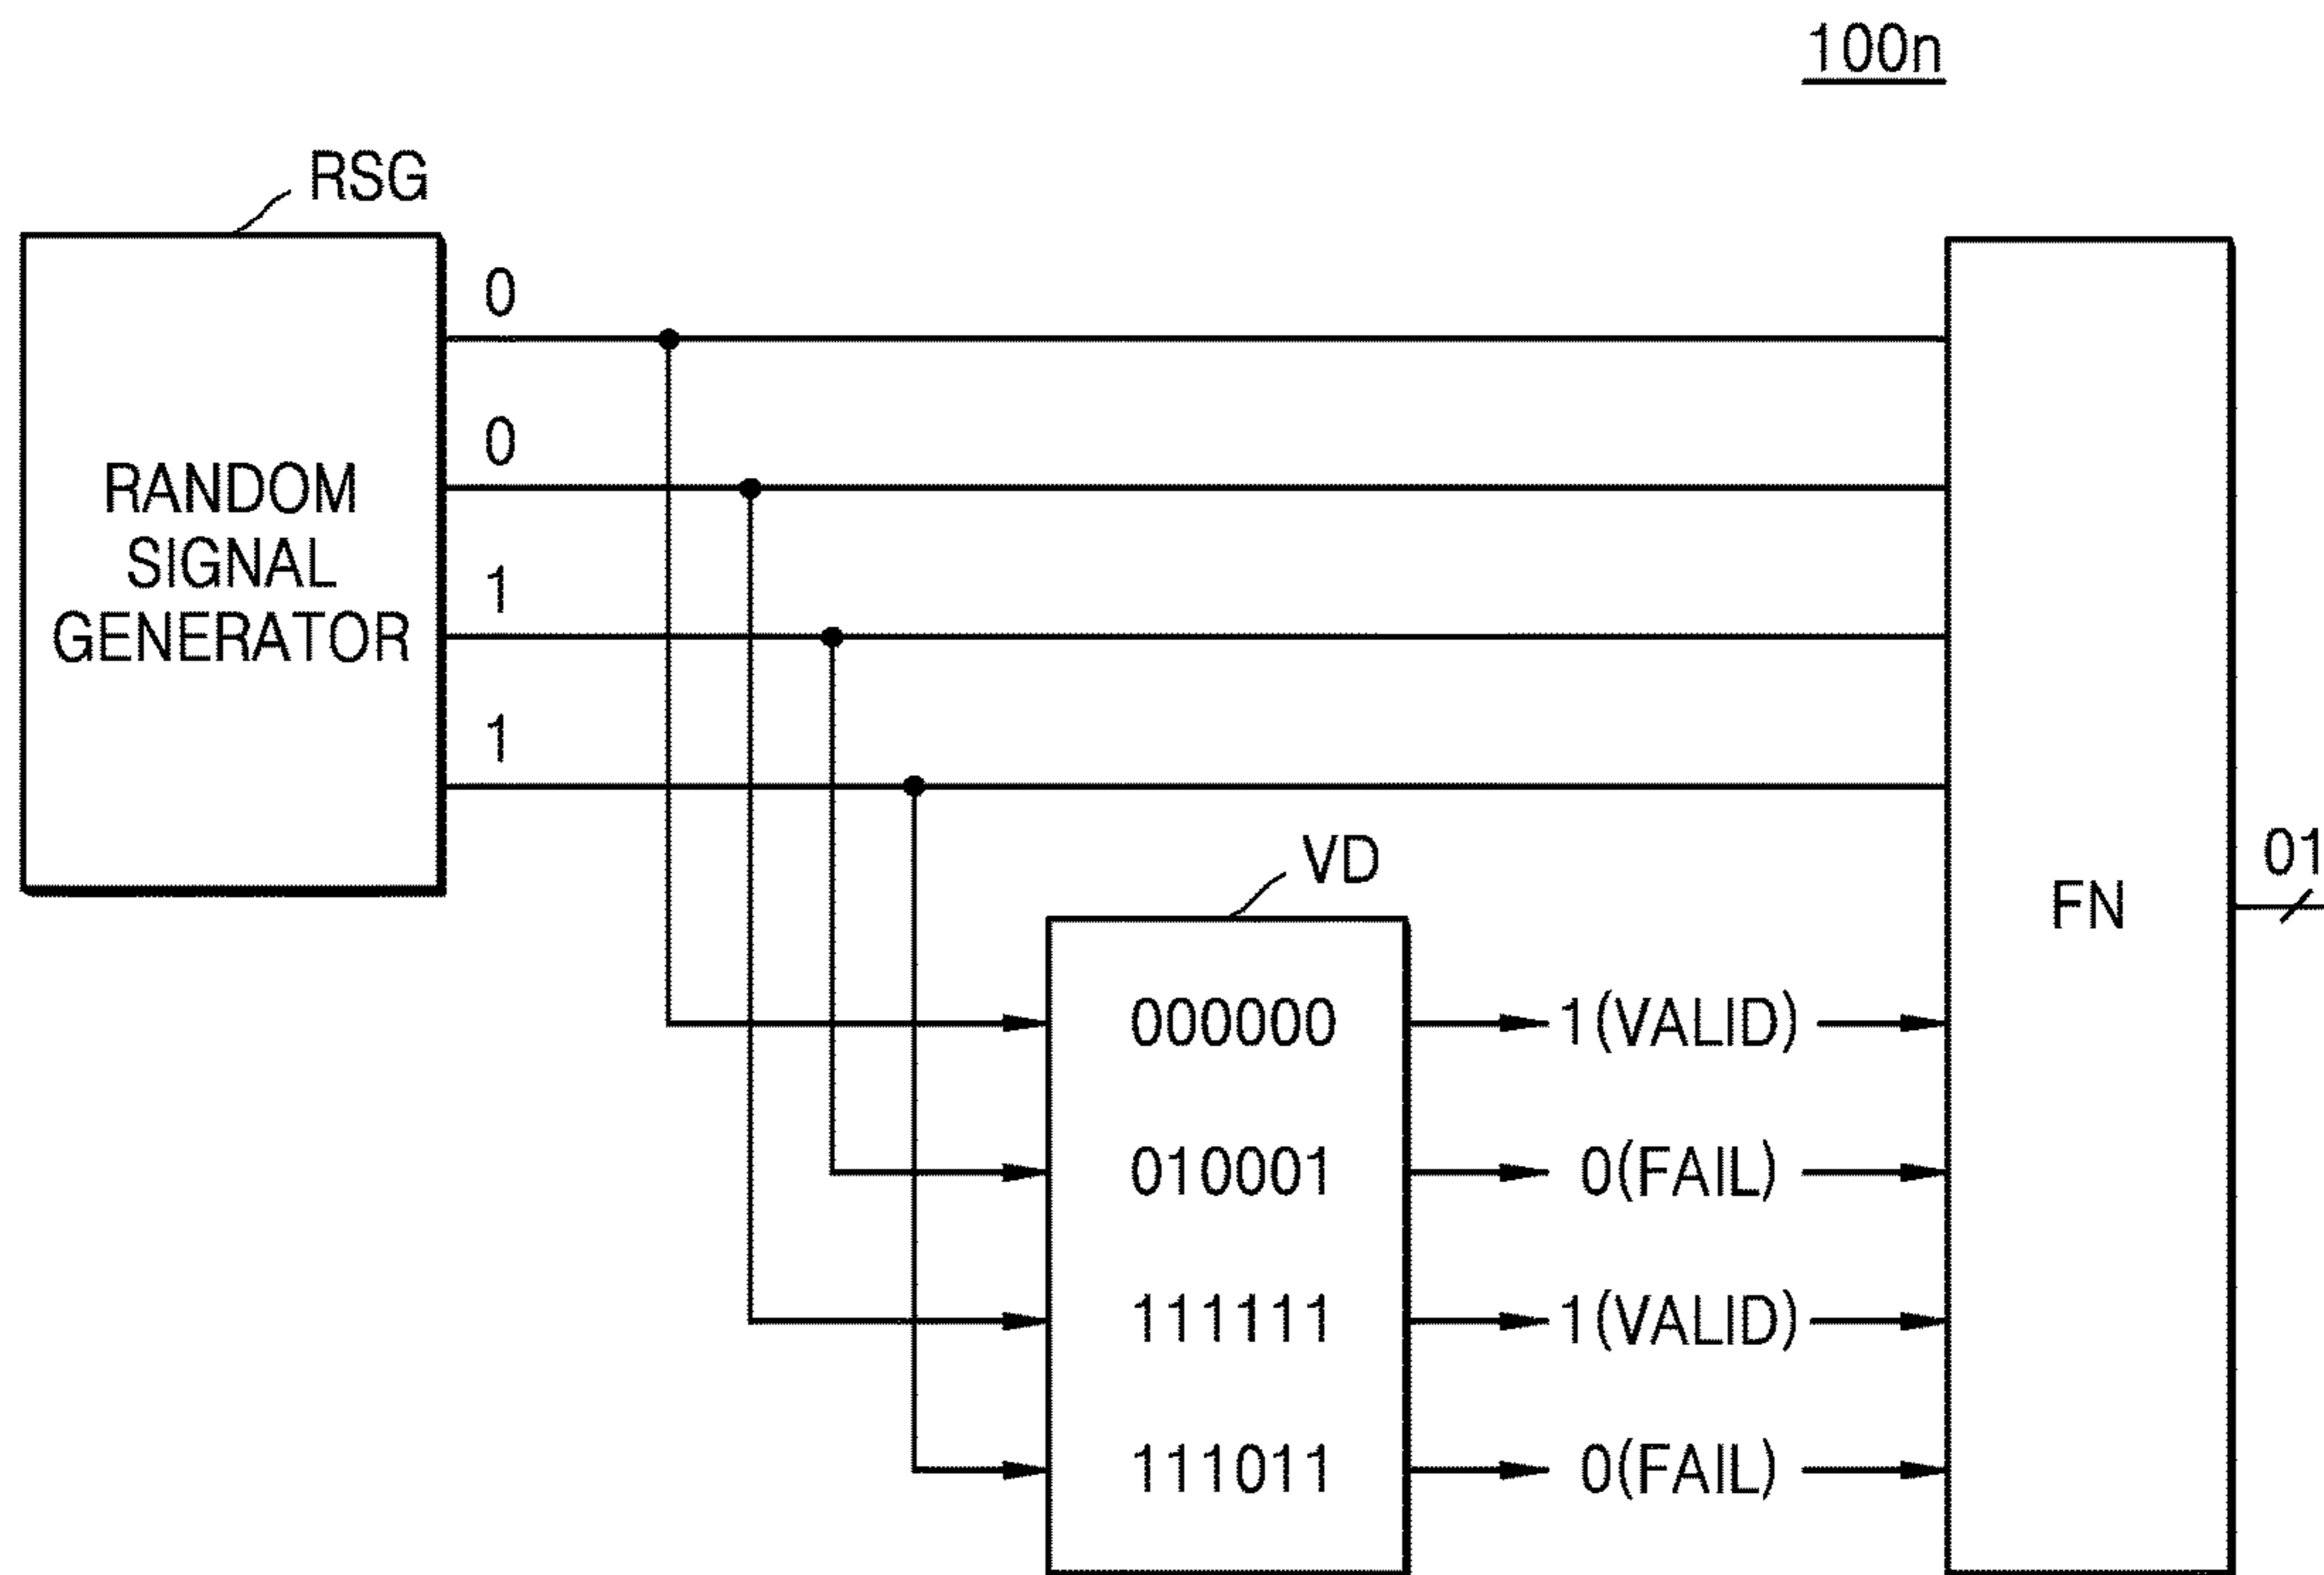 100n
RSG
RANDOM
SIGNAL
GENERATOR
0
0
1
1
VD
000000
010001
111111
111011
1(VALID)
0(FAIL)
1(VALID)
0(FAIL)
FN
01